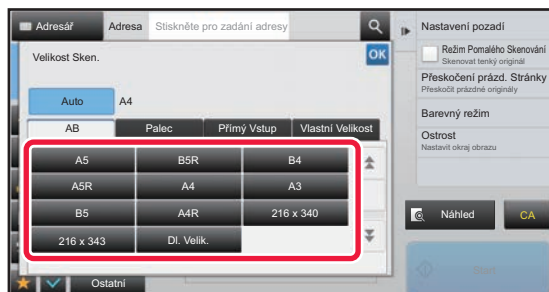 Adresář Adresa Stiskněte pro zadání adresy
Velikost Sken. OK
Auto A4
AB Palec Přímý Vstup Vlastní Velikost
A5 B5R B4
A5R A4 A3
B5 A4R 216 x 340
216 x 343 Dl. Velik.
Ostatní
Nastavení pozadí
Režim Pomalého Skenování
Skenovat tenký originál
Přeskočení prázd. Stránky
Přeskočit prázdné originály
Barevný režim
Ostrost
Nastavit okraj obrazu
Náhled CA
Start